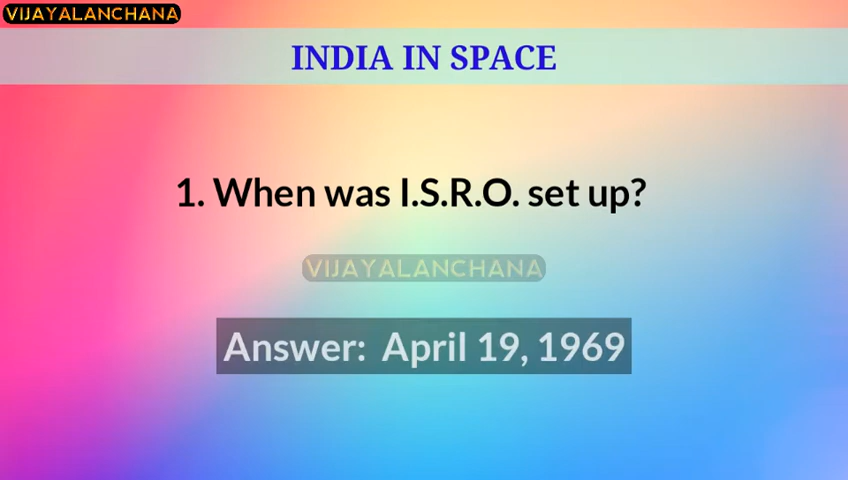 VIJAYALANCHANA
INDIA IN SPACE
1. When was I.S.R.O. set up?
VIJAYALANCHANA
Answer: April 19, 1969